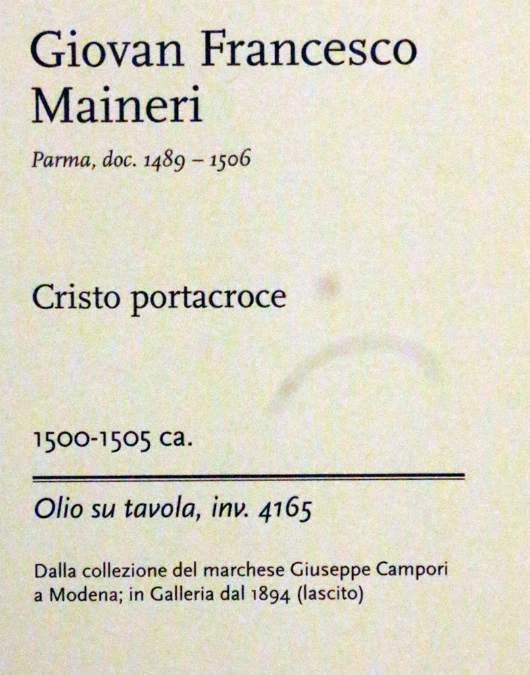 Giovan Francesco
Maineri
Parma, doc. 1489 – 1506
Cristo portacroce
1500-1505 ca.
Olio su tavola, inv. 4165
Dalla collezione del marchese Giuseppe Campori
a Modena; in Galleria dal 1894 (lascito)